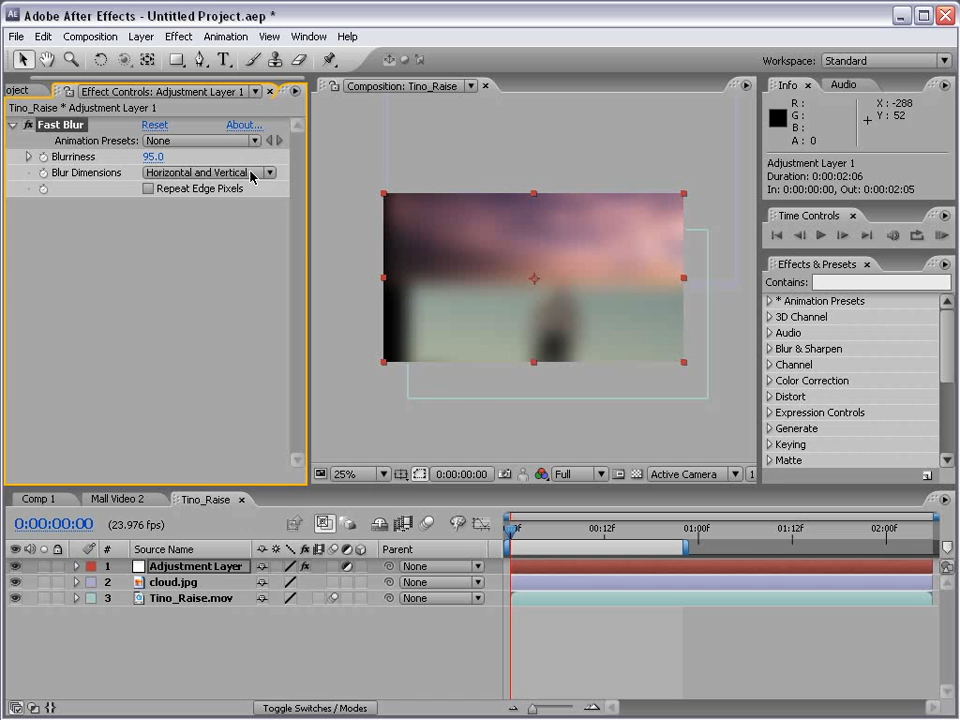 Adobe After Effects - Untitled Project.aep *
File Edit Composition Layer Effect Animation View Window Help
Workspace: Standard
oject Effect Controls: Adjustment Layer 1
Tino_Raise * Adjustment Layer 1
Fast Blur Reset About...
Animation Presets: None
Blurriness 95.0
Blur Dimensions Horizontal and Vertical
Repeat Edge Pixels
Composition: Tino_Raise
25% 0:00:00:00 Full Active Camera 1
Info Audio
R: X: -288
G: Y: 52
B:
A: 0
Adjustment Layer 1
Duration: 0:00:02:06
In: 0:00:00:00, Out: 0:00:02:05
Time Controls
Effects & Presets
Contains:
* Animation Presets
3D Channel
Audio
Blur & Sharpen
Channel
Color Correction
Distort
Expression Controls
Generate
Keying
Matte
Comp 1 Mall Video 2 Tino_Raise
0:00:00:00 (23.976 fps)
00:12f 01:00f 01:12f 02:00f
# Source Name Parent
1 Adjustment Layer None
2 cloud.jpg None
3 Tino_Raise.mov None
Toggle Switches / Modes